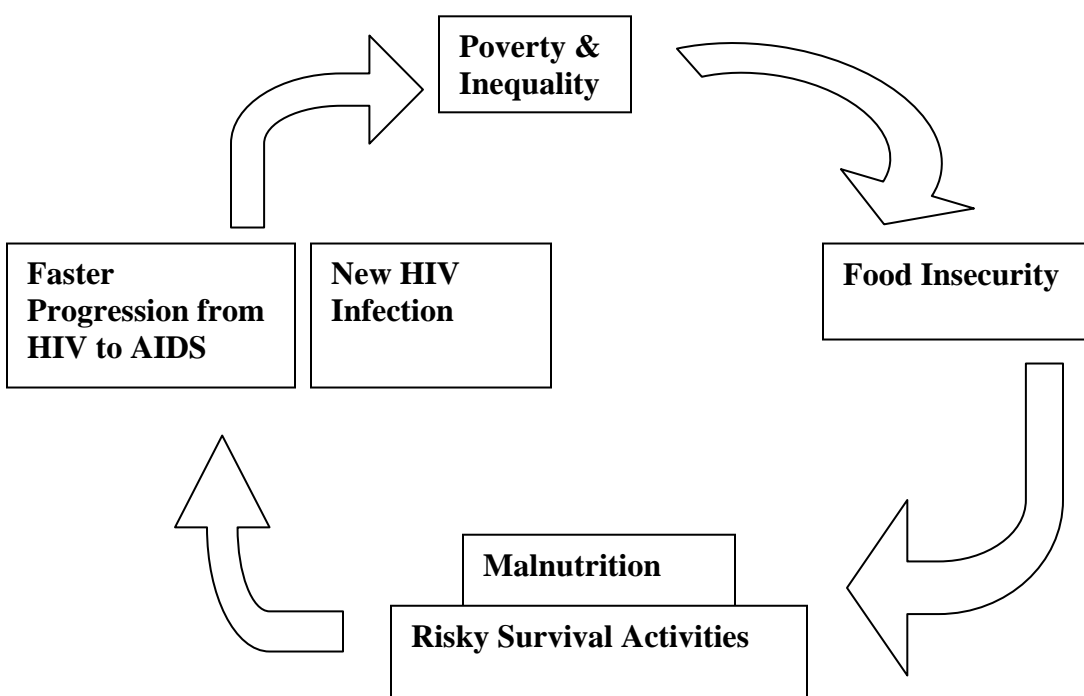 Poverty &
Inequality
Faster
Progression from
HIV to AIDS
New HIV
Infection
Food Insecurity
Malnutrition
Risky Survival Activities